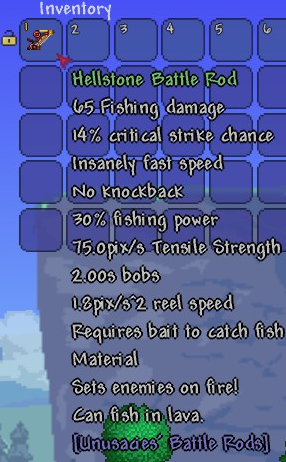 Inventory
1 2 3 4 5 6
Hellstone Battle Rod
65 Fishing damage
14% critical strike chance
Insanely fast speed
No knockback
30% fishing power
75.0pix/s Tensile Strength
2.00s bobs
1.8pix/s^2 reel speed
Requires bait to catch fish
Material
Sets enemies on fire!
Can fish in lava.
[Unusacies' Battle Rods]